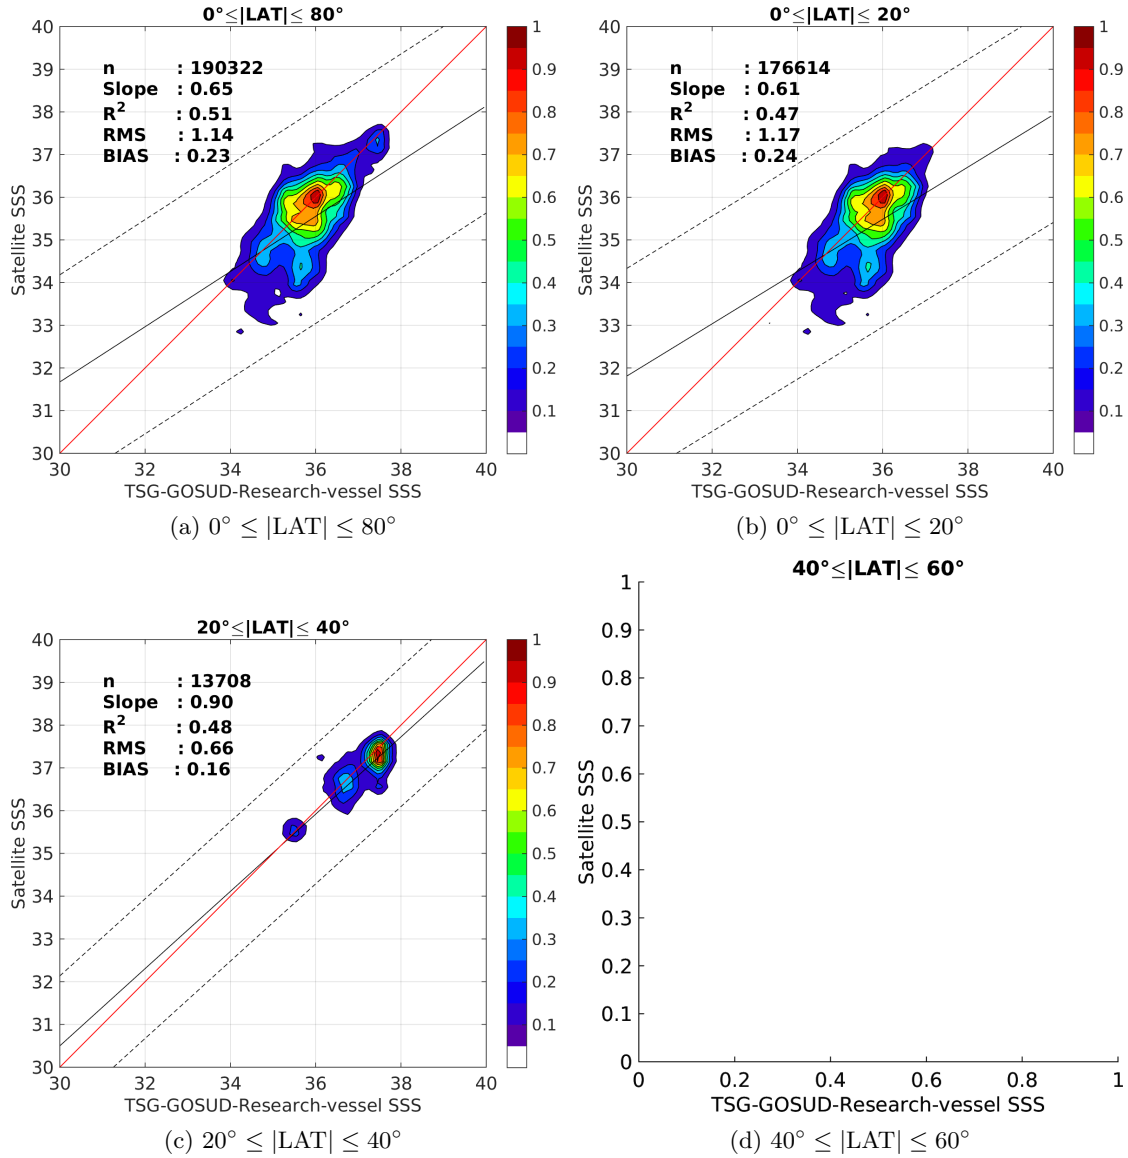 0°≤|LAT|≤ 80°
40
39
38
37
36
35
34
33
32
31
30
n : 190322
Slope : 0.65
R² : 0.51
RMS : 1.14
BIAS : 0.23
1
0.9
0.8
0.7
0.6
0.5
0.4
0.3
0.2
0.1
30 32 34 36 38 40
Satellite SSS
TSG-GOSUD-Research-vessel SSS
(a) 0° ≤ |LAT| ≤ 80°
0°≤|LAT|≤ 20°
40
39
38
37
36
35
34
33
32
31
30
n : 176614
Slope : 0.61
R² : 0.47
RMS : 1.17
BIAS : 0.24
1
0.9
0.8
0.7
0.6
0.5
0.4
0.3
0.2
0.1
30 32 34 36 38 40
Satellite SSS
TSG-GOSUD-Research-vessel SSS
(b) 0° ≤ |LAT| ≤ 20°
20°≤|LAT|≤ 40°
40
39
38
37
36
35
34
33
32
31
30
n : 13708
Slope : 0.90
R² : 0.48
RMS : 0.66
BIAS : 0.16
1
0.9
0.8
0.7
0.6
0.5
0.4
0.3
0.2
0.1
30 32 34 36 38 40
Satellite SSS
TSG-GOSUD-Research-vessel SSS
(c) 20° ≤ |LAT| ≤ 40°
40°≤|LAT|≤ 60°
1
0.9
0.8
0.7
0.6
0.5
0.4
0.3
0.2
0.1
0
0 0.2 0.4 0.6 0.8 1
Satellite SSS
TSG-GOSUD-Research-vessel SSS
(d) 40° ≤ |LAT| ≤ 60°